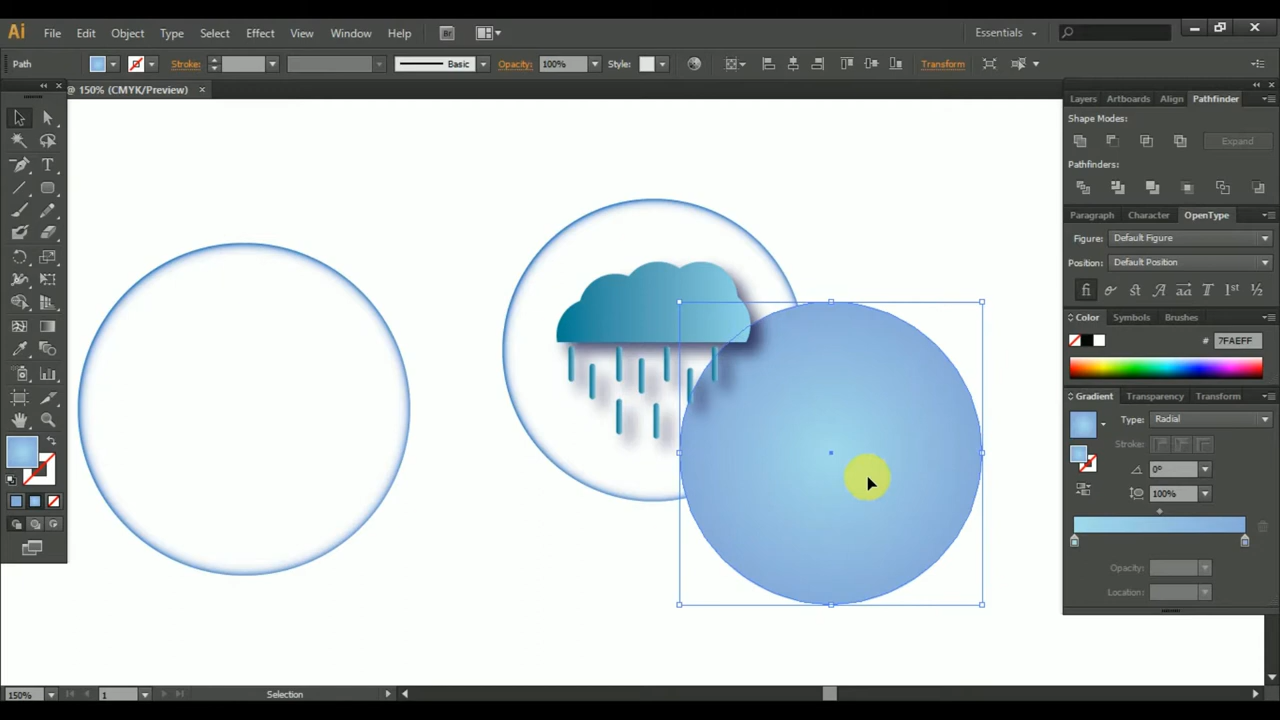 Ai File Edit Object Type Select Effect View Window Help Br Essentials
Path Stroke: Basic Opacity: 100% Style: Transform
@ 150% (CMYK/Preview)
Layers Artboards Align Pathfinder
Shape Modes:
Expand
Pathfinders:
Paragraph Character OpenType
Figure: Default Figure
Position: Default Position
Color Symbols Brushes
# 7FAEFF
Gradient Transparency Transform
Type: Radial
Stroke:
0°
100%
Opacity:
Location:
150% 1 Selection